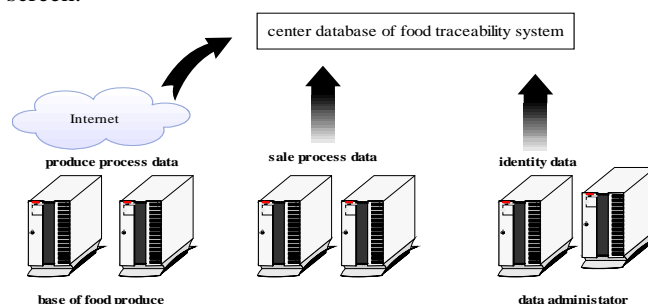 screen.
center database of food traceability system
Internet
produce process data
sale process data
identity data
base of food produce
data administator